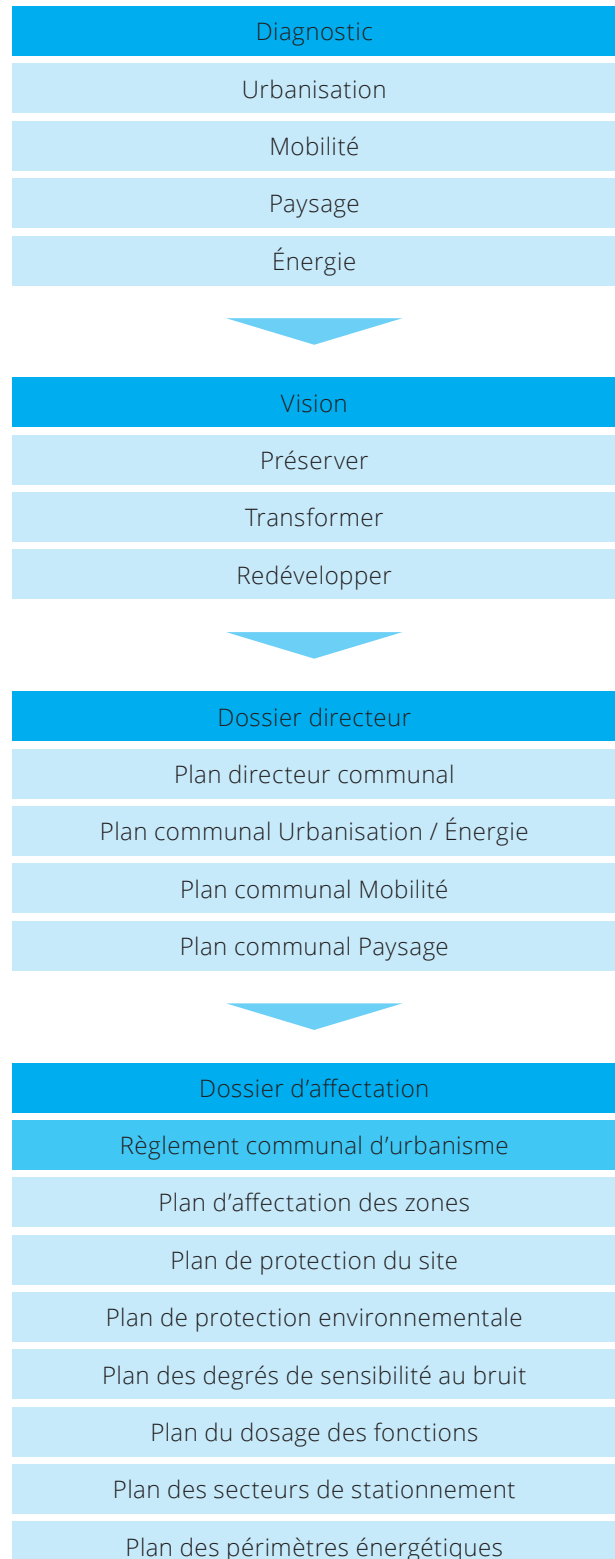 Diagnostic
Urbanisation
Mobilité
Paysage
Énergie
Vision
Préserver
Transformer
Redévelopper
Dossier directeur
Plan directeur communal
Plan communal Urbanisation / Énergie
Plan communal Mobilité
Plan communal Paysage
Dossier d'affectation
Règlement communal d'urbanisme
Plan d'affectation des zones
Plan de protection du site
Plan de protection environnementale
Plan des degrés de sensibilité au bruit
Plan du dosage des fonctions
Plan des secteurs de stationnement
Plan des périmètres énergétiques